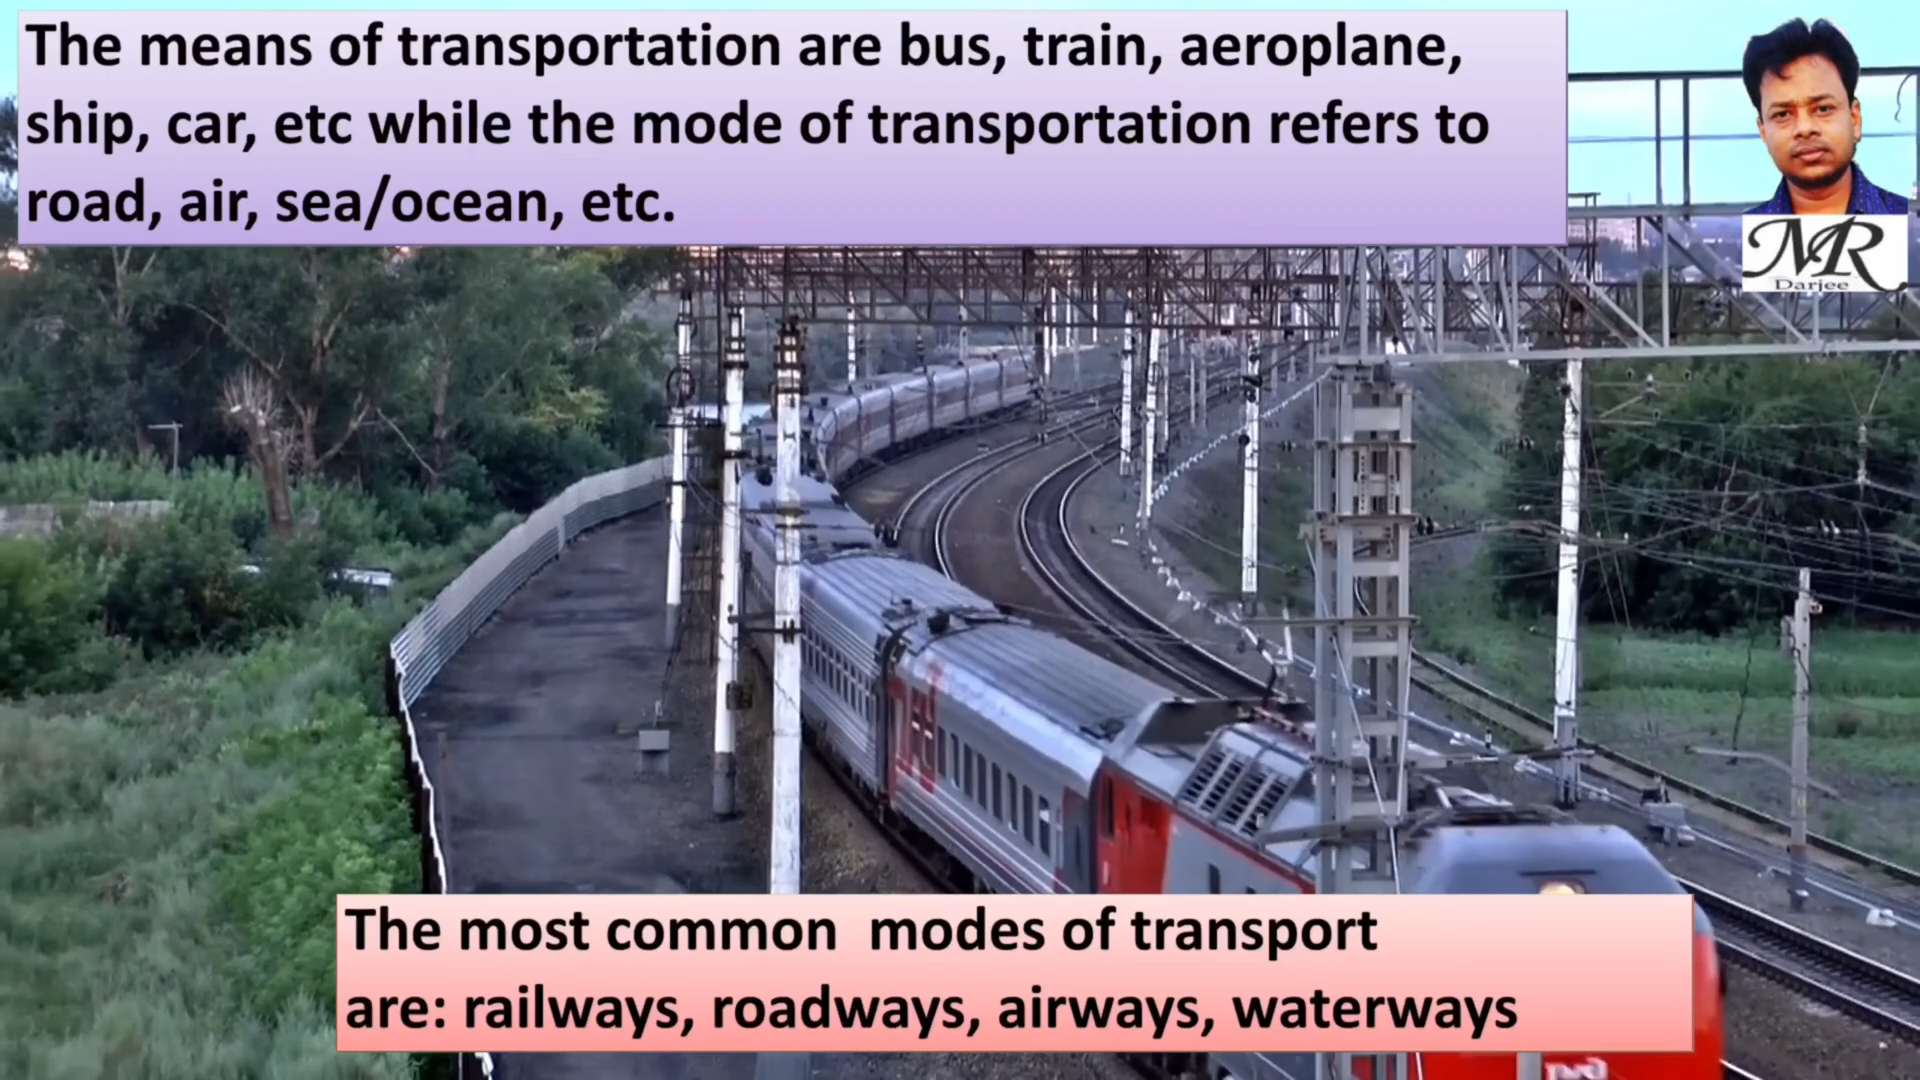 The means of transportation are bus, train, aeroplane,
ship, car, etc while the mode of transportation refers to
road, air, sea/ocean, etc.
MR
Darjee
The most common  modes of transport
are: railways, roadways, airways, waterways